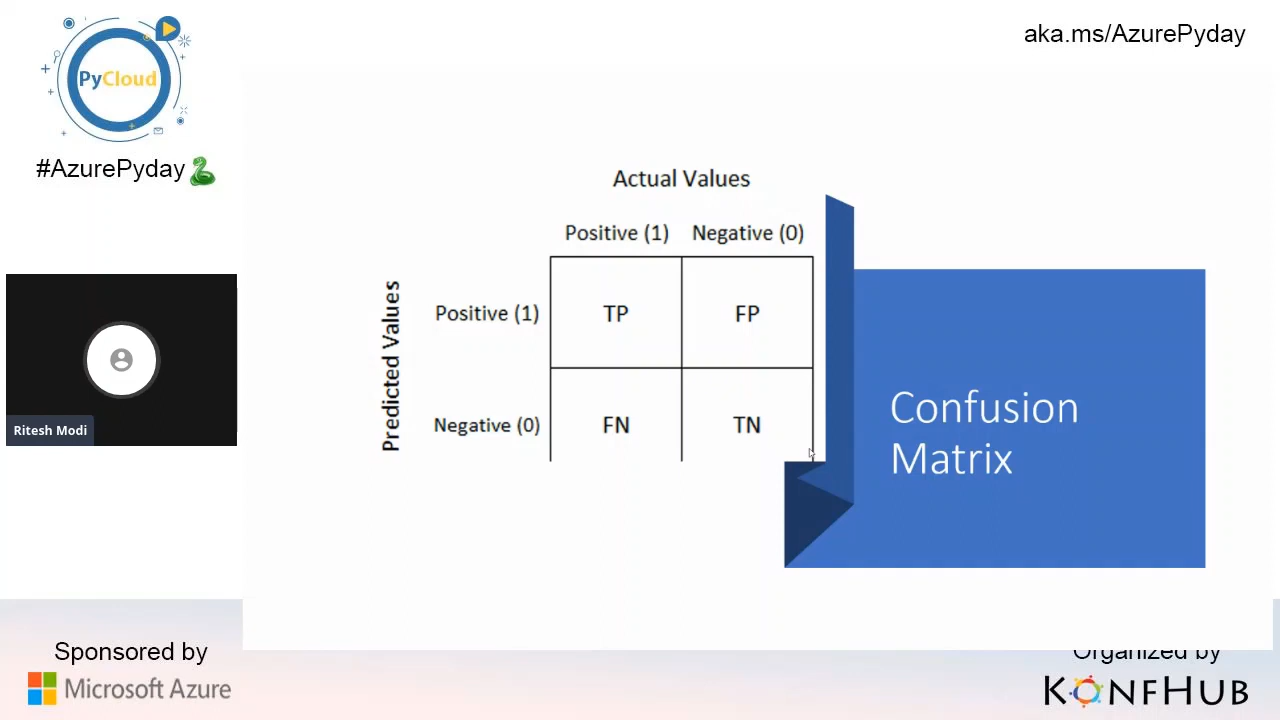 PyCloud
#AzurePyday
aka.ms/AzurePyday
Actual Values
Positive (1) Negative (0)
Predicted Values
Positive (1) TP FP
Negative (0) FN TN
Confusion
Matrix
Ritesh Modi
Sponsored by
Microsoft Azure
Organized by
KONFHUB